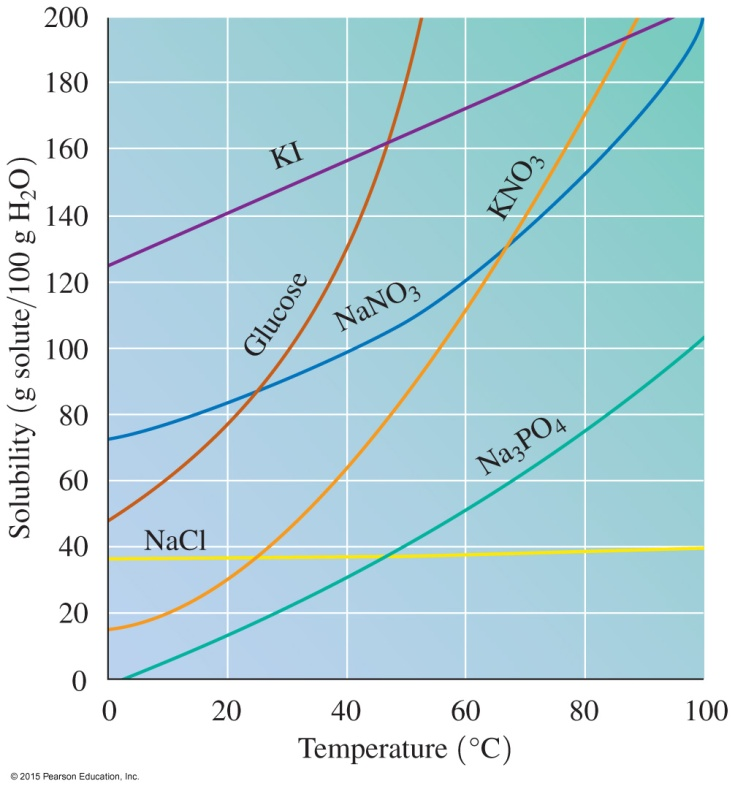 200
180
160
140
120
100
80
60
40
20
0
Solubility (g solute/100 g H₂O)
KI
KNO₃
Glucose
NaNO₃
Na₃PO₄
NaCl
0 20 40 60 80 100
Temperature (°C)
© 2015 Pearson Education, Inc.